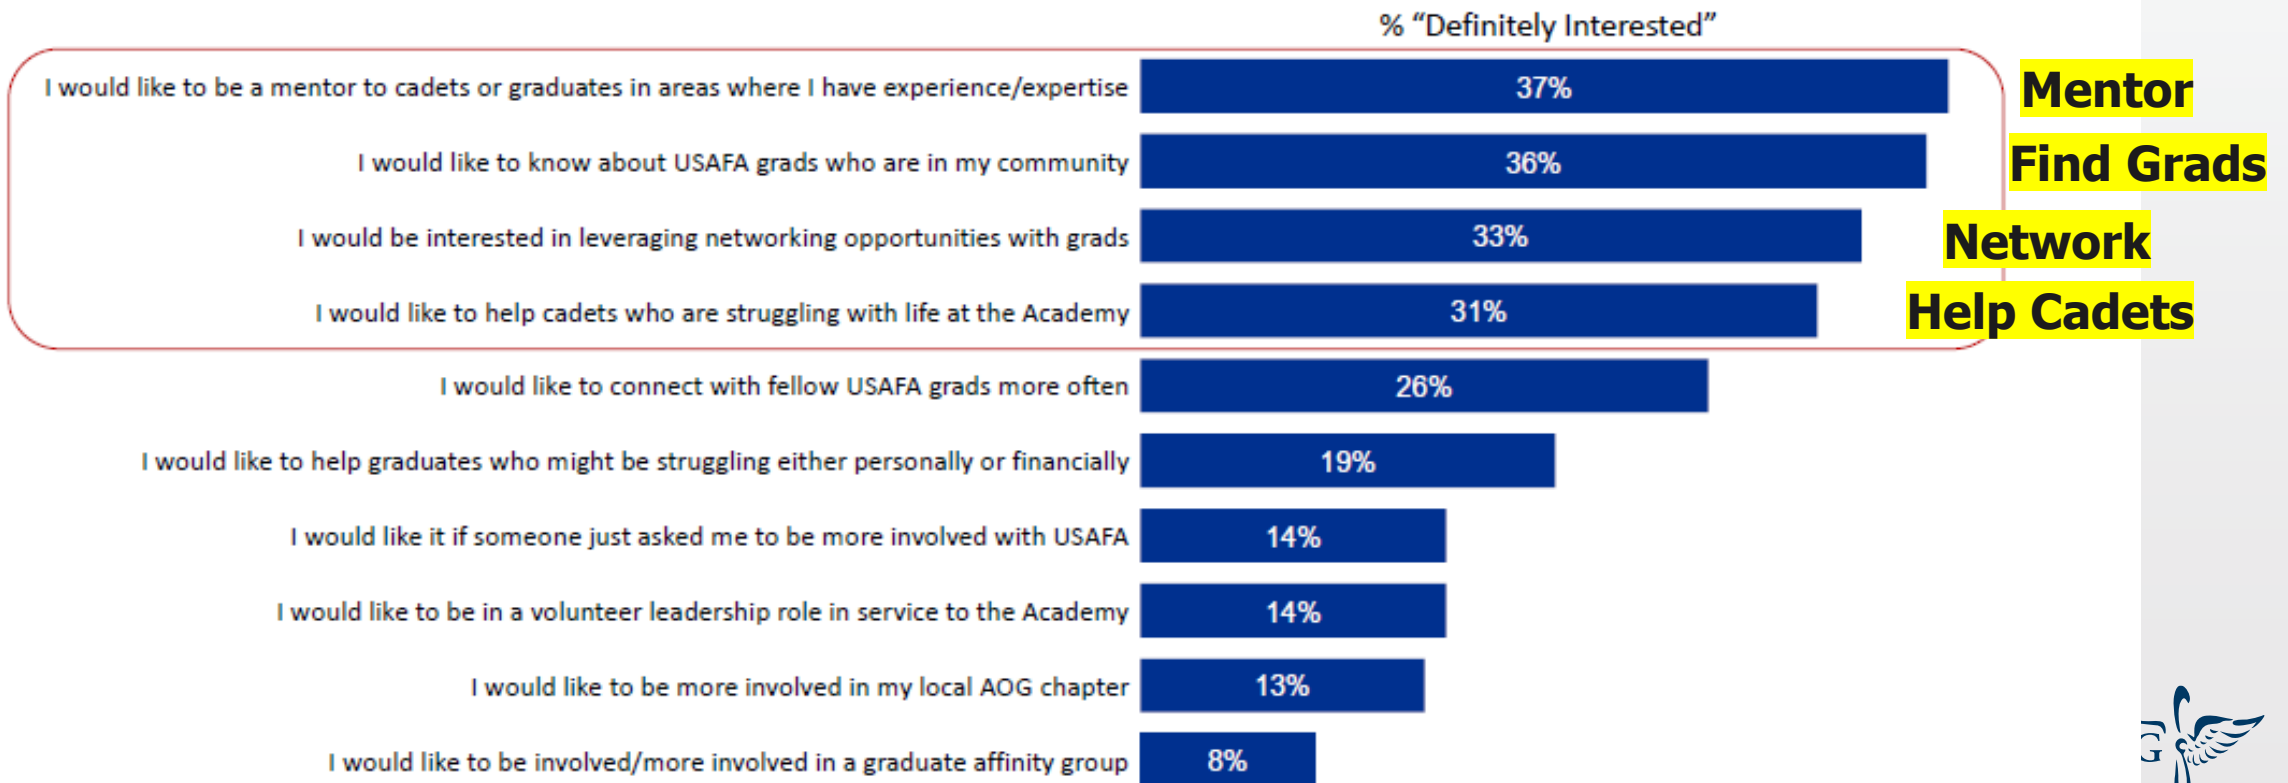 % “Definitely Interested”
I would like to be a mentor to cadets or graduates in areas where I have experience/expertise 37% Mentor
I would like to know about USAFA grads who are in my community 36% Find Grads
I would be interested in leveraging networking opportunities with grads 33% Network
I would like to help cadets who are struggling with life at the Academy 31% Help Cadets
I would like to connect with fellow USAFA grads more often 26%
I would like to help graduates who might be struggling either personally or financially 19%
I would like it if someone just asked me to be more involved with USAFA 14%
I would like to be in a volunteer leadership role in service to the Academy 14%
I would like to be more involved in my local AOG chapter 13%
I would like to be involved/more involved in a graduate affinity group 8%
G